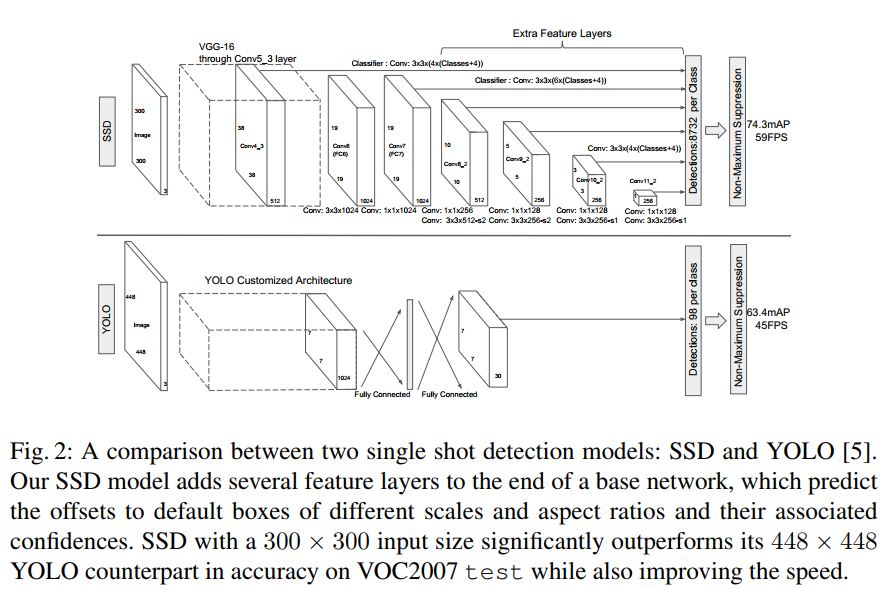 Extra Feature Layers
VGG-16
through Conv5_3 layer
Classifier : Conv: 3x3x(4x(Classes+4))
Classifier : Conv: 3x3x(6x(Classes+4))
SSD
300
Image
300
3
38
Conv4_3
38
512
19
Conv6
(FC6)
19
1024
19
Conv7
(FC7)
19
1024
10
Conv8_2
10
512
5
Conv9_2
5
256
Conv: 3x3x(4x(Classes+4))
3
Conv10_2
3
256
Conv11_2
1
256
Conv: 3x3x1024
Conv: 1x1x1024
Conv: 1x1x256
Conv: 3x3x512-s2
Conv: 1x1x128
Conv: 3x3x256-s2
Conv: 1x1x128
Conv: 3x3x256-s1
Conv: 1x1x128
Conv: 3x3x256-s1
Detections:8732 per Class
Non-Maximum Suppression
74.3mAP
59FPS
YOLO
448
Image
448
3
YOLO Customized Architecture
7
7
1024
Fully Connected
Fully Connected
7
7
30
Detections: 98 per class
Non-Maximum Suppression
63.4mAP
45FPS
Fig. 2: A comparison between two single shot detection models: SSD and YOLO [5].
Our SSD model adds several feature layers to the end of a base network, which predict
the offsets to default boxes of different scales and aspect ratios and their associated
confidences. SSD with a 300 × 300 input size significantly outperforms its 448 × 448
YOLO counterpart in accuracy on VOC2007 test while also improving the speed.